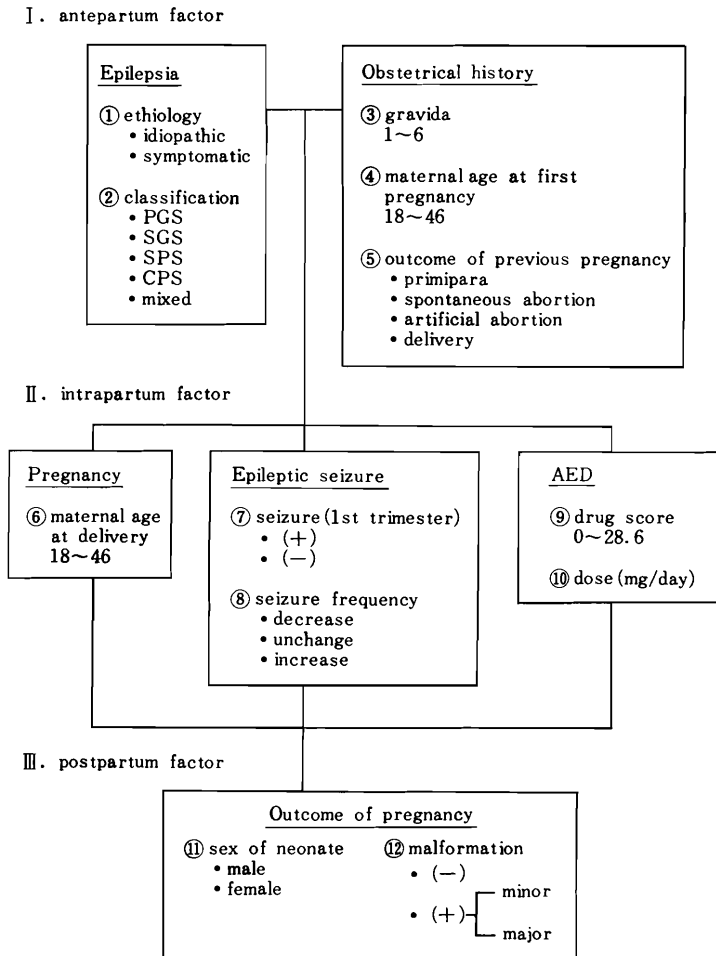 Ⅰ. antepartum factor
Epilepsia
① ethiology
• idiopathic
• symptomatic
② classification
• PGS
• SGS
• SPS
• CPS
• mixed
Obstetrical history
③ gravida
1~6
④ maternal age at first
pregnancy
18~46
⑤ outcome of previous pregnancy
• primipara
• spontaneous abortion
• artificial abortion
• delivery
Ⅱ. intrapartum factor
Pregnancy
⑥ maternal age
at delivery
18~46
Epileptic seizure
⑦ seizure (1st trimester)
• (+)
• (−)
⑧ seizure frequency
• decrease
• unchange
• increase
AED
⑨ drug score
0~28.6
⑩ dose (mg/day)
Ⅲ. postpartum factor
Outcome of pregnancy
⑪ sex of neonate
• male
• female
⑫ malformation
• (−)
• (+)
minor
major